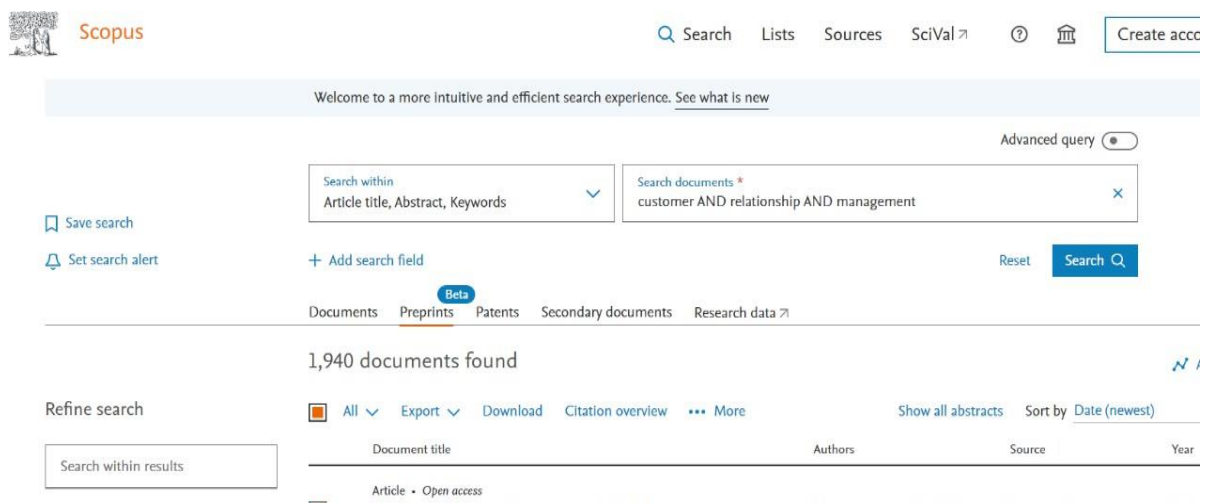 Scopus
Search Lists Sources SciVal Create acco
Welcome to a more intuitive and efficient search experience. See what is new
Advanced query
Search within
Article title, Abstract, Keywords
Search documents *
customer AND relationship AND management
Save search
Set search alert
+ Add search field
Reset Search
Beta
Documents Preprints Patents Secondary documents Research data
1,940 documents found
Refine search
All Export Download Citation overview ••• More Show all abstracts Sort by Date (newest)
Document title Authors Source Year
Search within results
Article • Open access